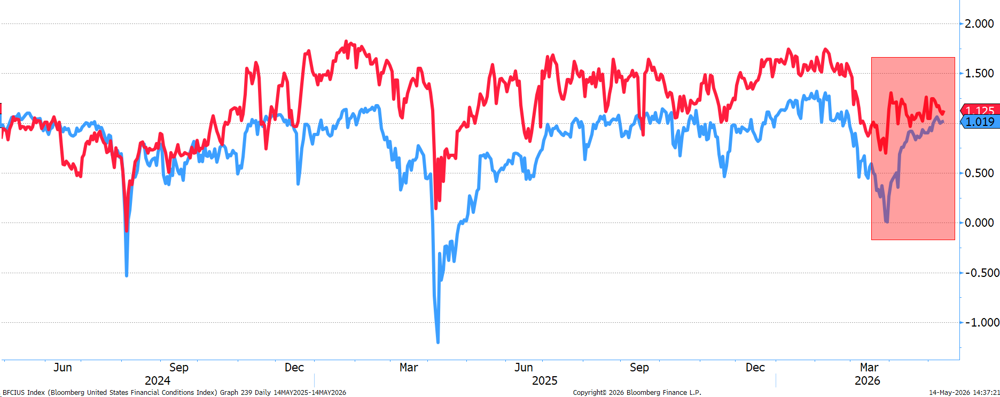 2.000
1.500
1.125
1.019
0.500
0.000
-0.500
-1.000
Jun Sep Dec Mar Jun Sep Dec Mar
2024 2025 2026
BFCIUS Index (Bloomberg United States Financial Conditions Index) Graph 239 Daily 14MAY2025-14MAY2026 Copyright© 2026 Bloomberg Finance L.P. 14-May-2026 14:37:21